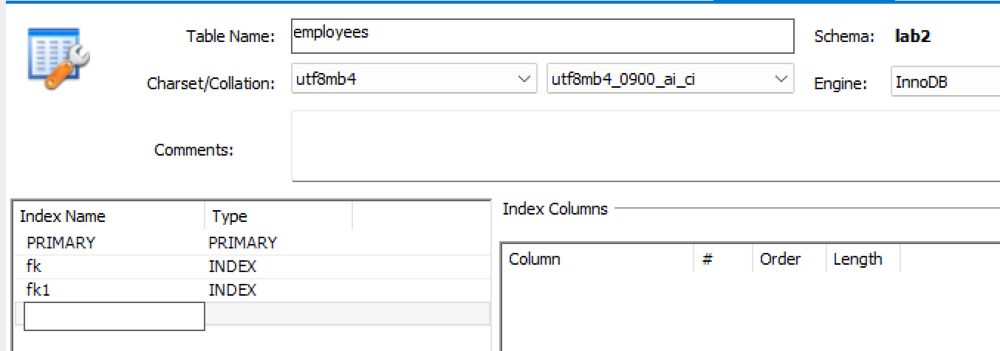 Table Name: employees Schema: lab2
Charset/Collation: utf8mb4 utf8mb4_0900_ai_ci Engine: InnoDB
Comments:
Index Name Type
PRIMARY PRIMARY
fk INDEX
fk1 INDEX
Index Columns
Column # Order Length